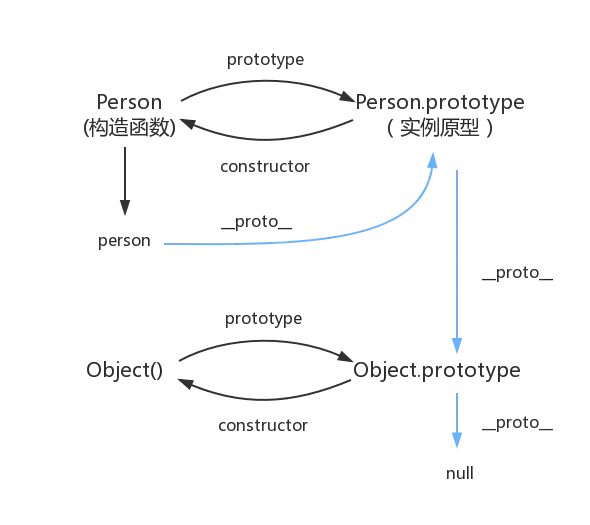 prototype
Person
(构造函数)
Person.prototype
( 实例原型 )
constructor
person
__proto__
__proto__
prototype
Object()
Object.prototype
constructor
__proto__
null